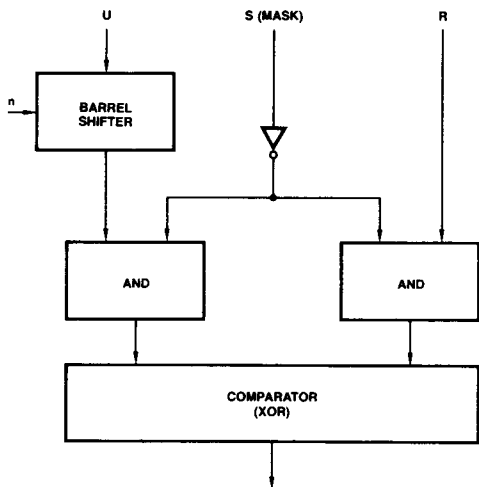 U
S (MASK)
R
n
BARREL
SHIFTER
AND
AND
COMPARATOR
(XOR)